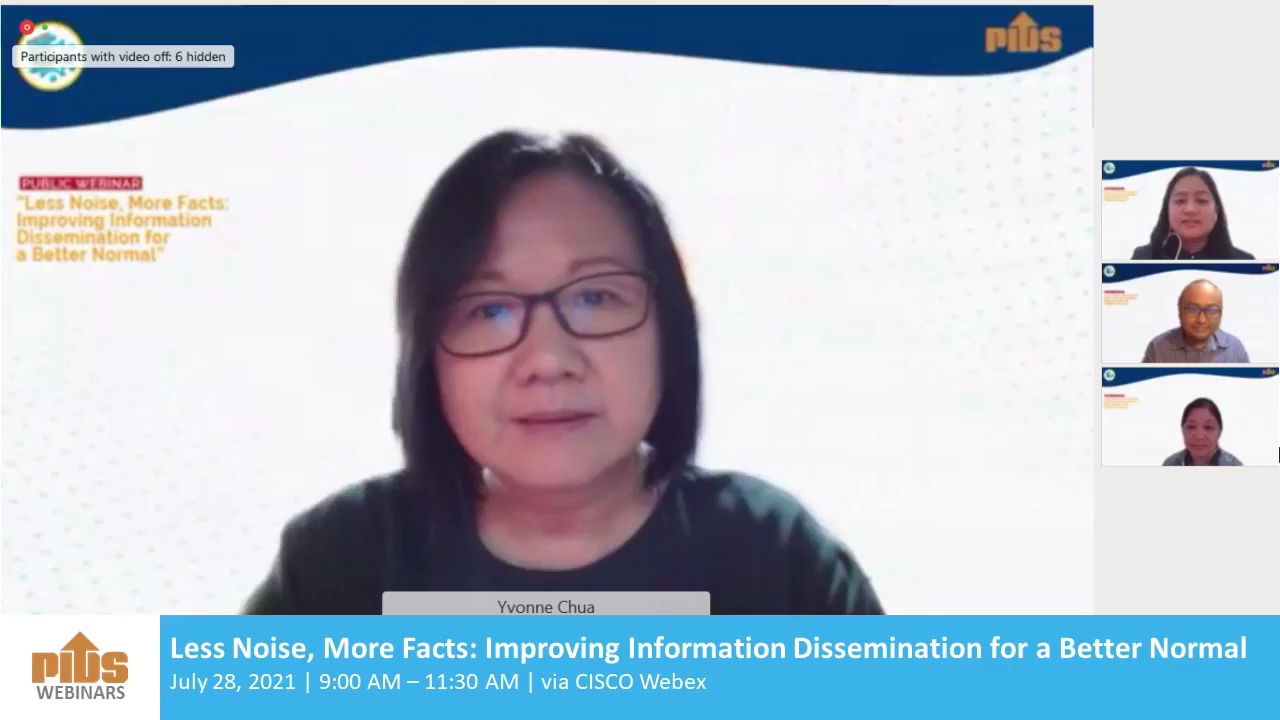 Participants with video off: 6 hidden
PIDS
PUBLIC WEBINAR
"Less Noise, More Facts:
Improving Information
Dissemination for
a Better Normal"
Yvonne Chua
PIDS
WEBINARS
Less Noise, More Facts: Improving Information Dissemination for a Better Normal
July 28, 2021 | 9:00 AM – 11:30 AM | via CISCO Webex